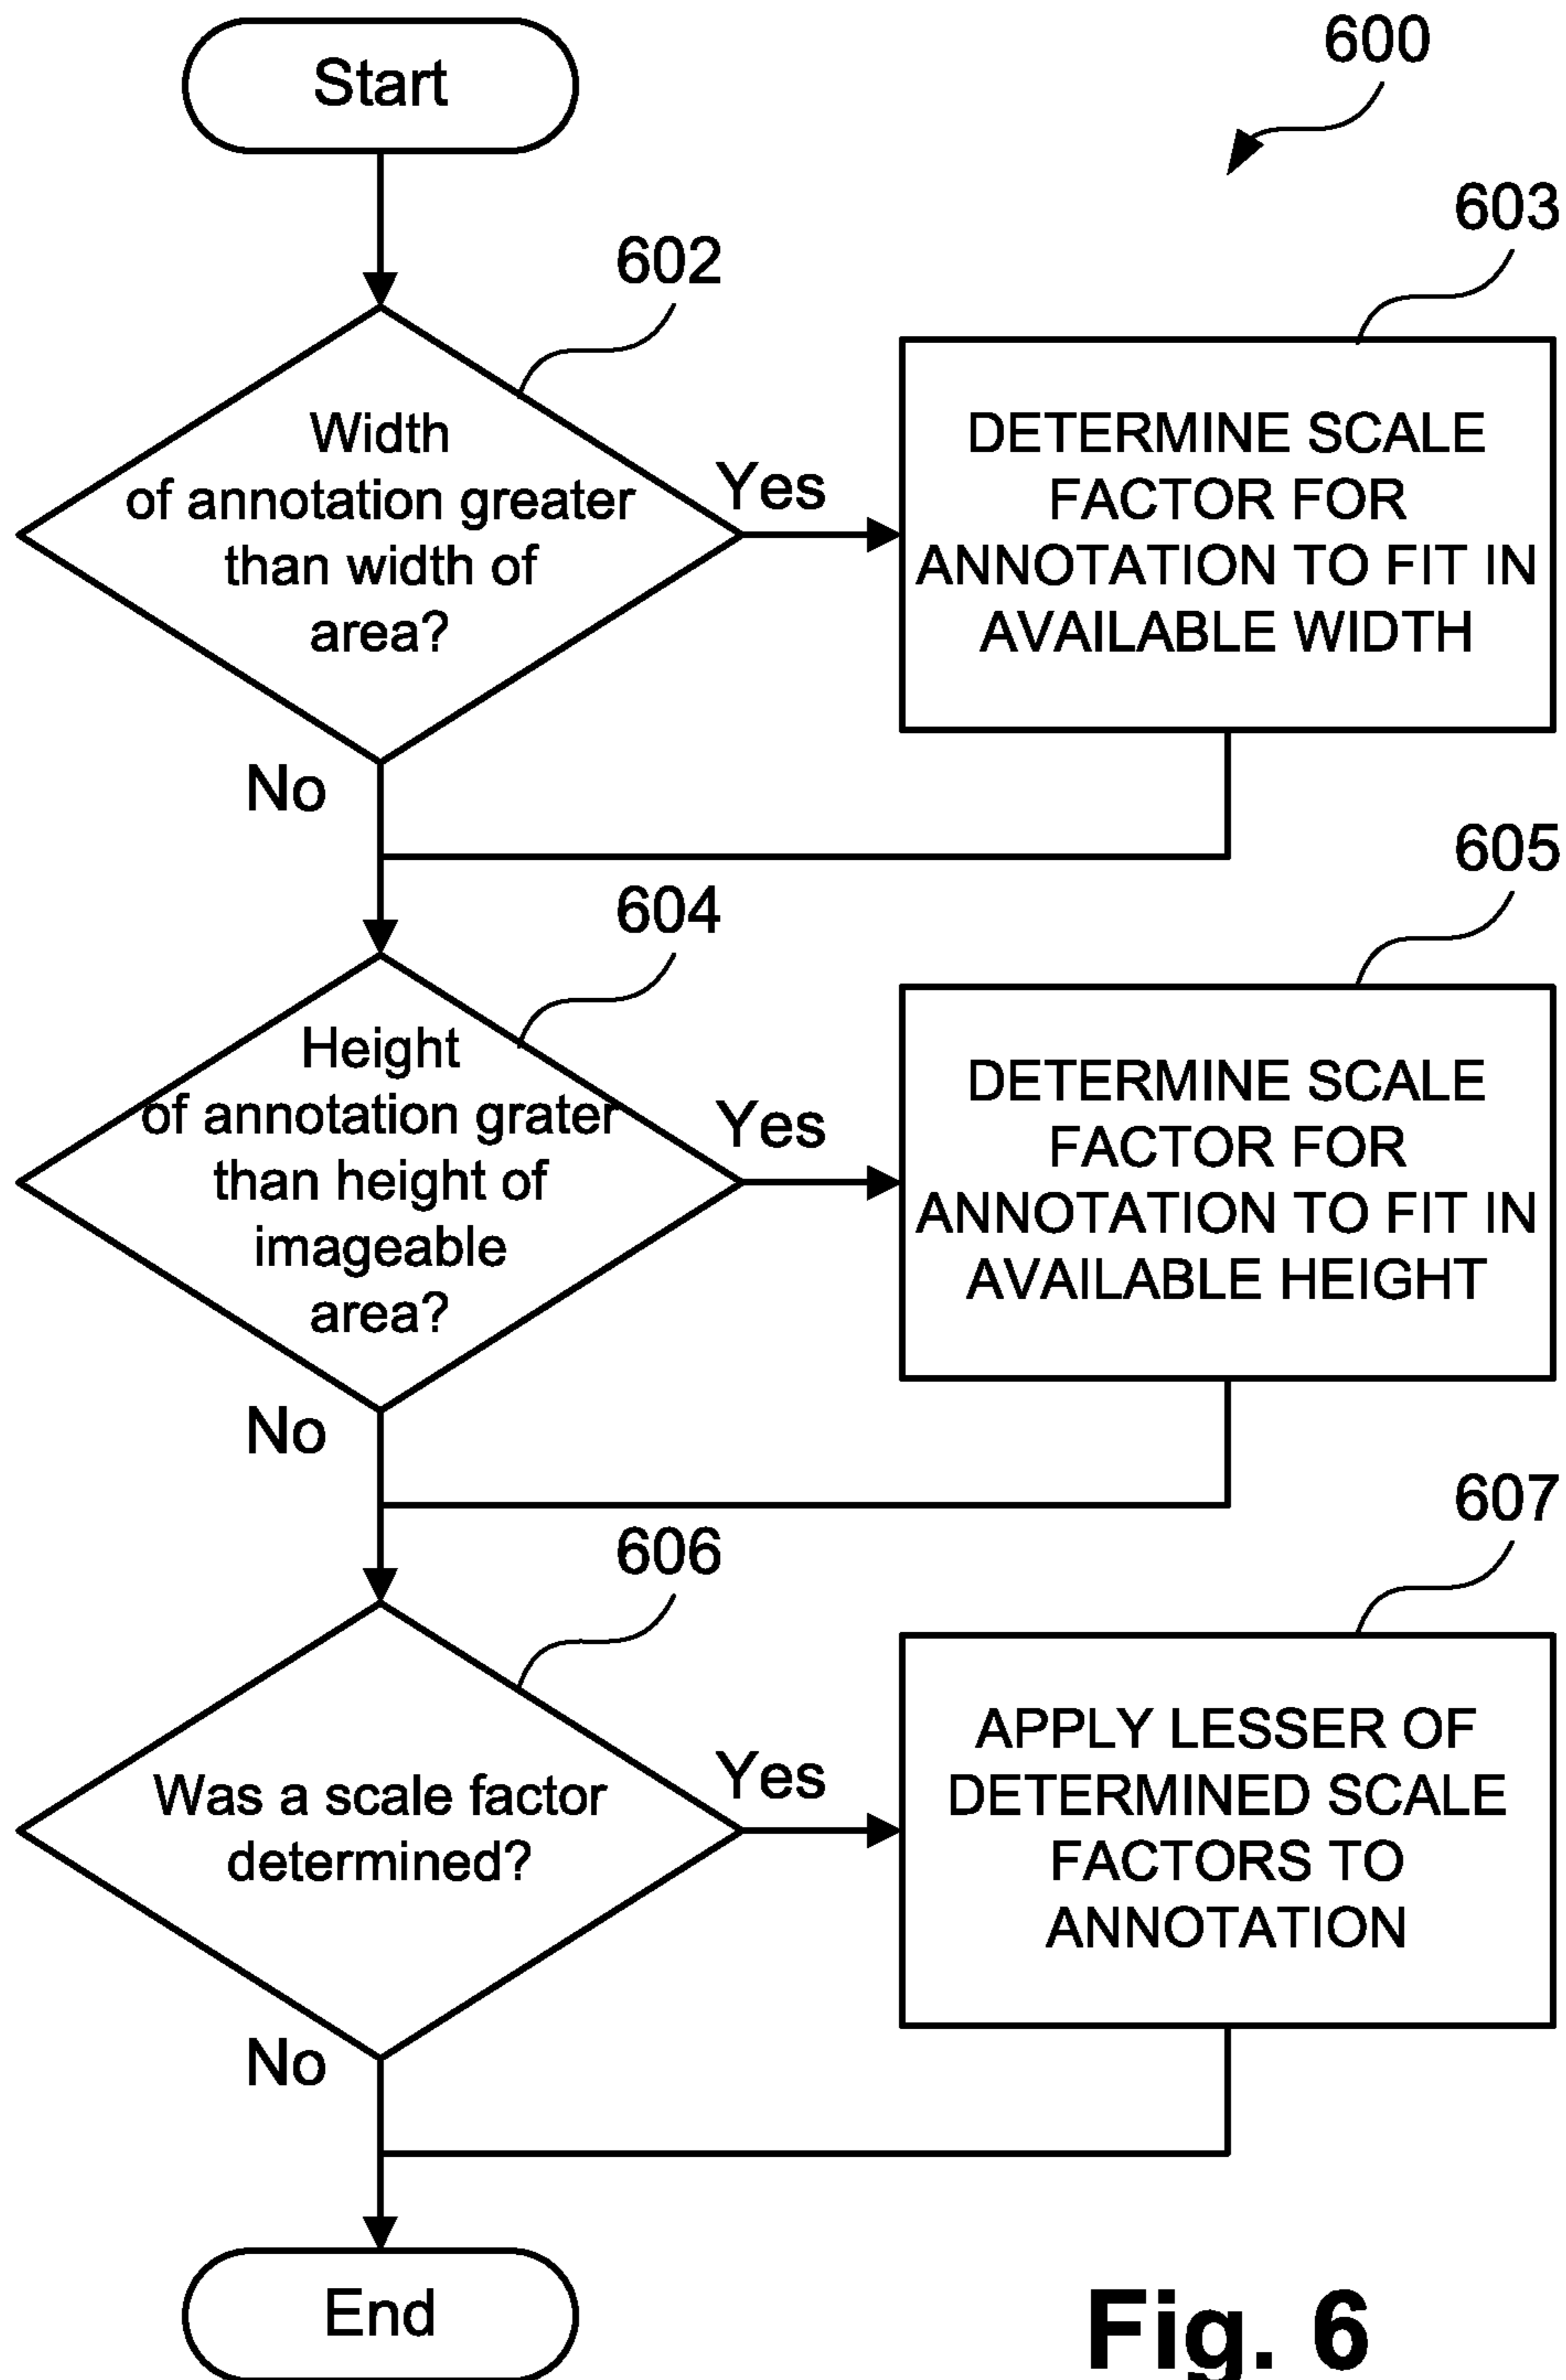 Start
600
602
603
Width
of annotation greater
than width of
area?
Yes
DETERMINE SCALE
FACTOR FOR
ANNOTATION TO FIT IN
AVAILABLE WIDTH
No
604
605
Height
of annotation grater
than height of
imageable
area?
Yes
DETERMINE SCALE
FACTOR FOR
ANNOTATION TO FIT IN
AVAILABLE HEIGHT
No
606
607
Was a scale factor
determined?
Yes
APPLY LESSER OF
DETERMINED SCALE
FACTORS TO
ANNOTATION
No
End
Fig. 6